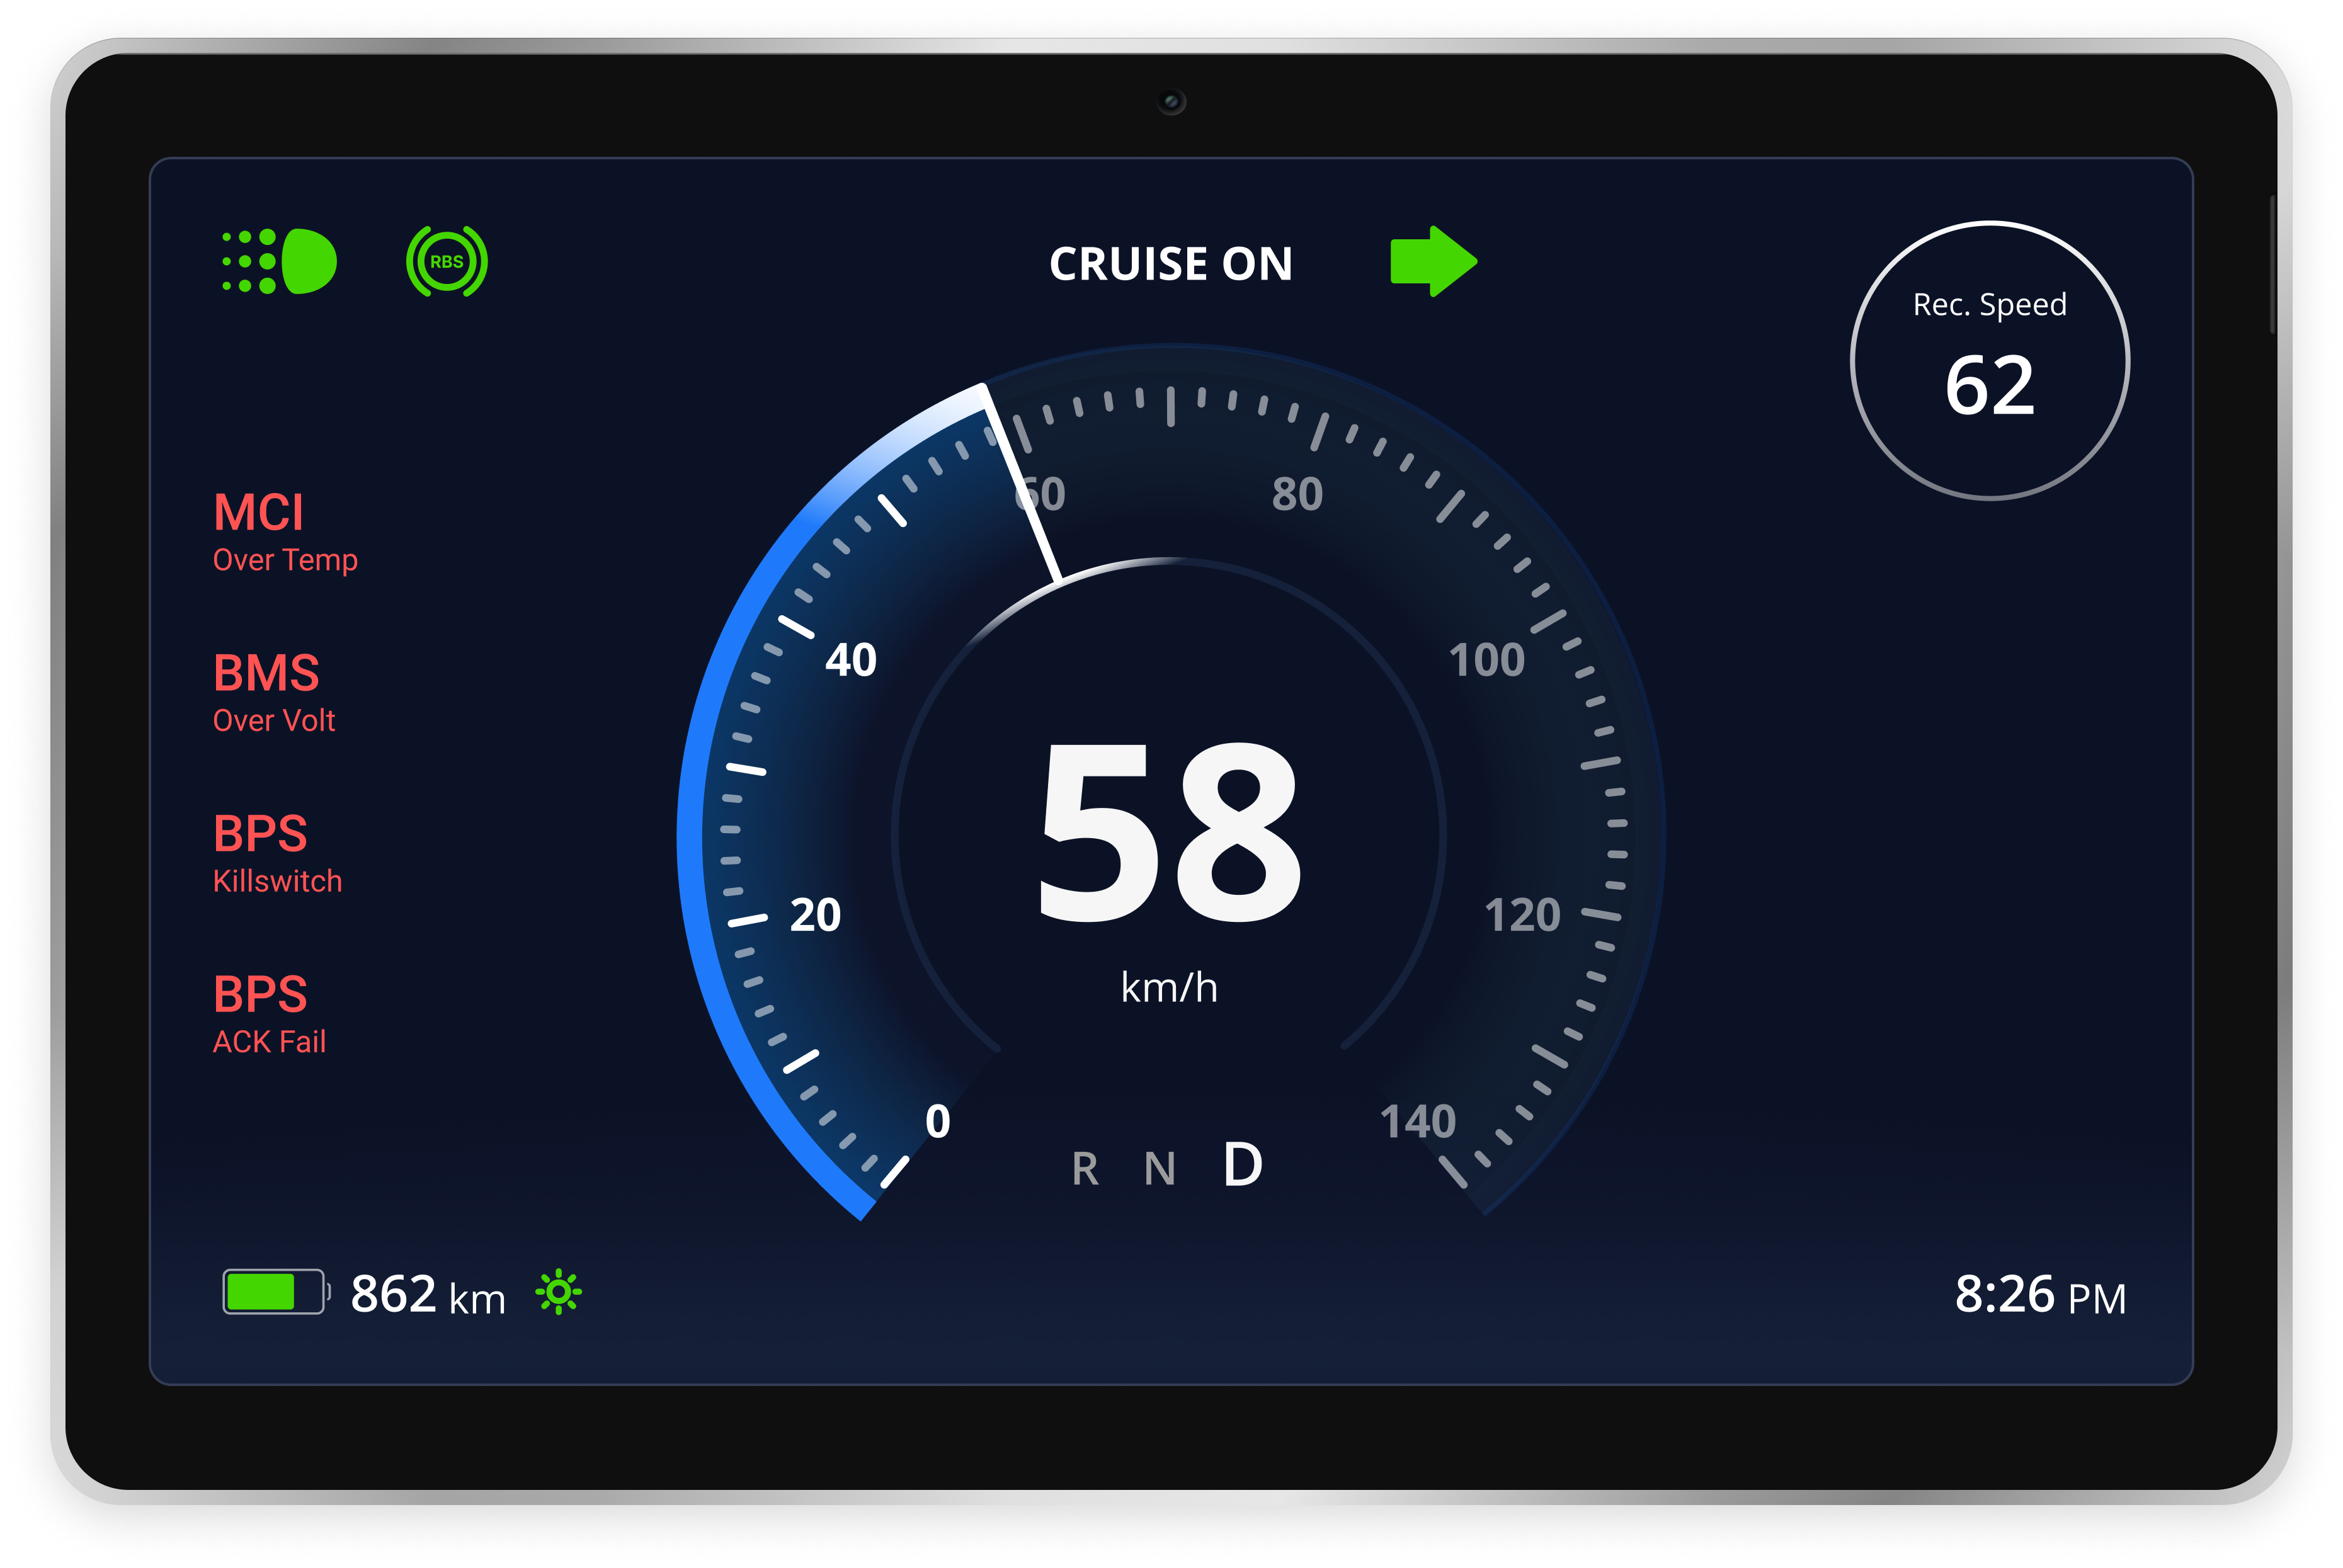 RBS
CRUISE ON
Rec. Speed
62
MCI
Over Temp
BMS
Over Volt
BPS
Killswitch
BPS
ACK Fail
60
80
40
100
20
120
0
140
58
km/h
R N D
862 km
8:26 PM